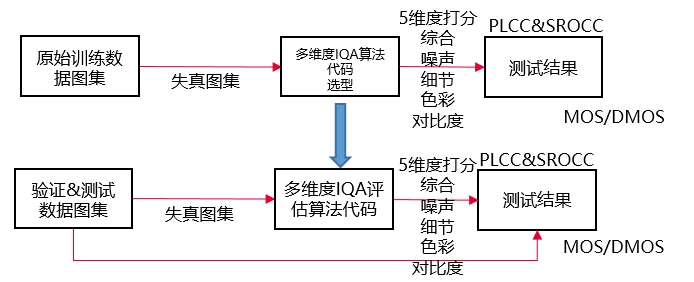 原始训练数
据图集
失真图集
多维度IQA算法
代码
选型
5维度打分
综合
噪声
细节
色彩
对比度
PLCC&SROCC
测试结果
MOS/DMOS
验证&测试
数据图集
失真图集
多维度IQA评
估算法代码
5维度打分
综合
噪声
细节
色彩
对比度
PLCC&SROCC
测试结果
MOS/DMOS